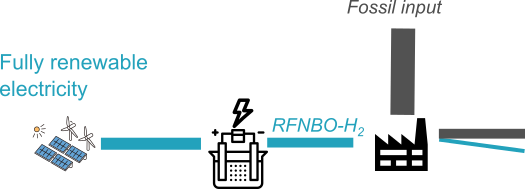 Fossil input
Fully renewable
electricity
+ -
RFNBO-H₂